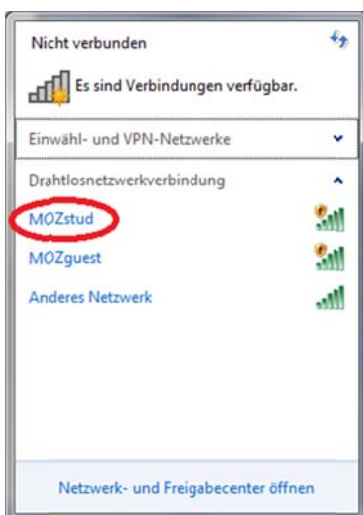 Nicht verbunden
Es sind Verbindungen verfügbar.
Einwähl- und VPN-Netzwerke
Drahtlosnetzwerkverbindung
MOZstud
MOZguest
Anderes Netzwerk
Netzwerk- und Freigabecenter öffnen